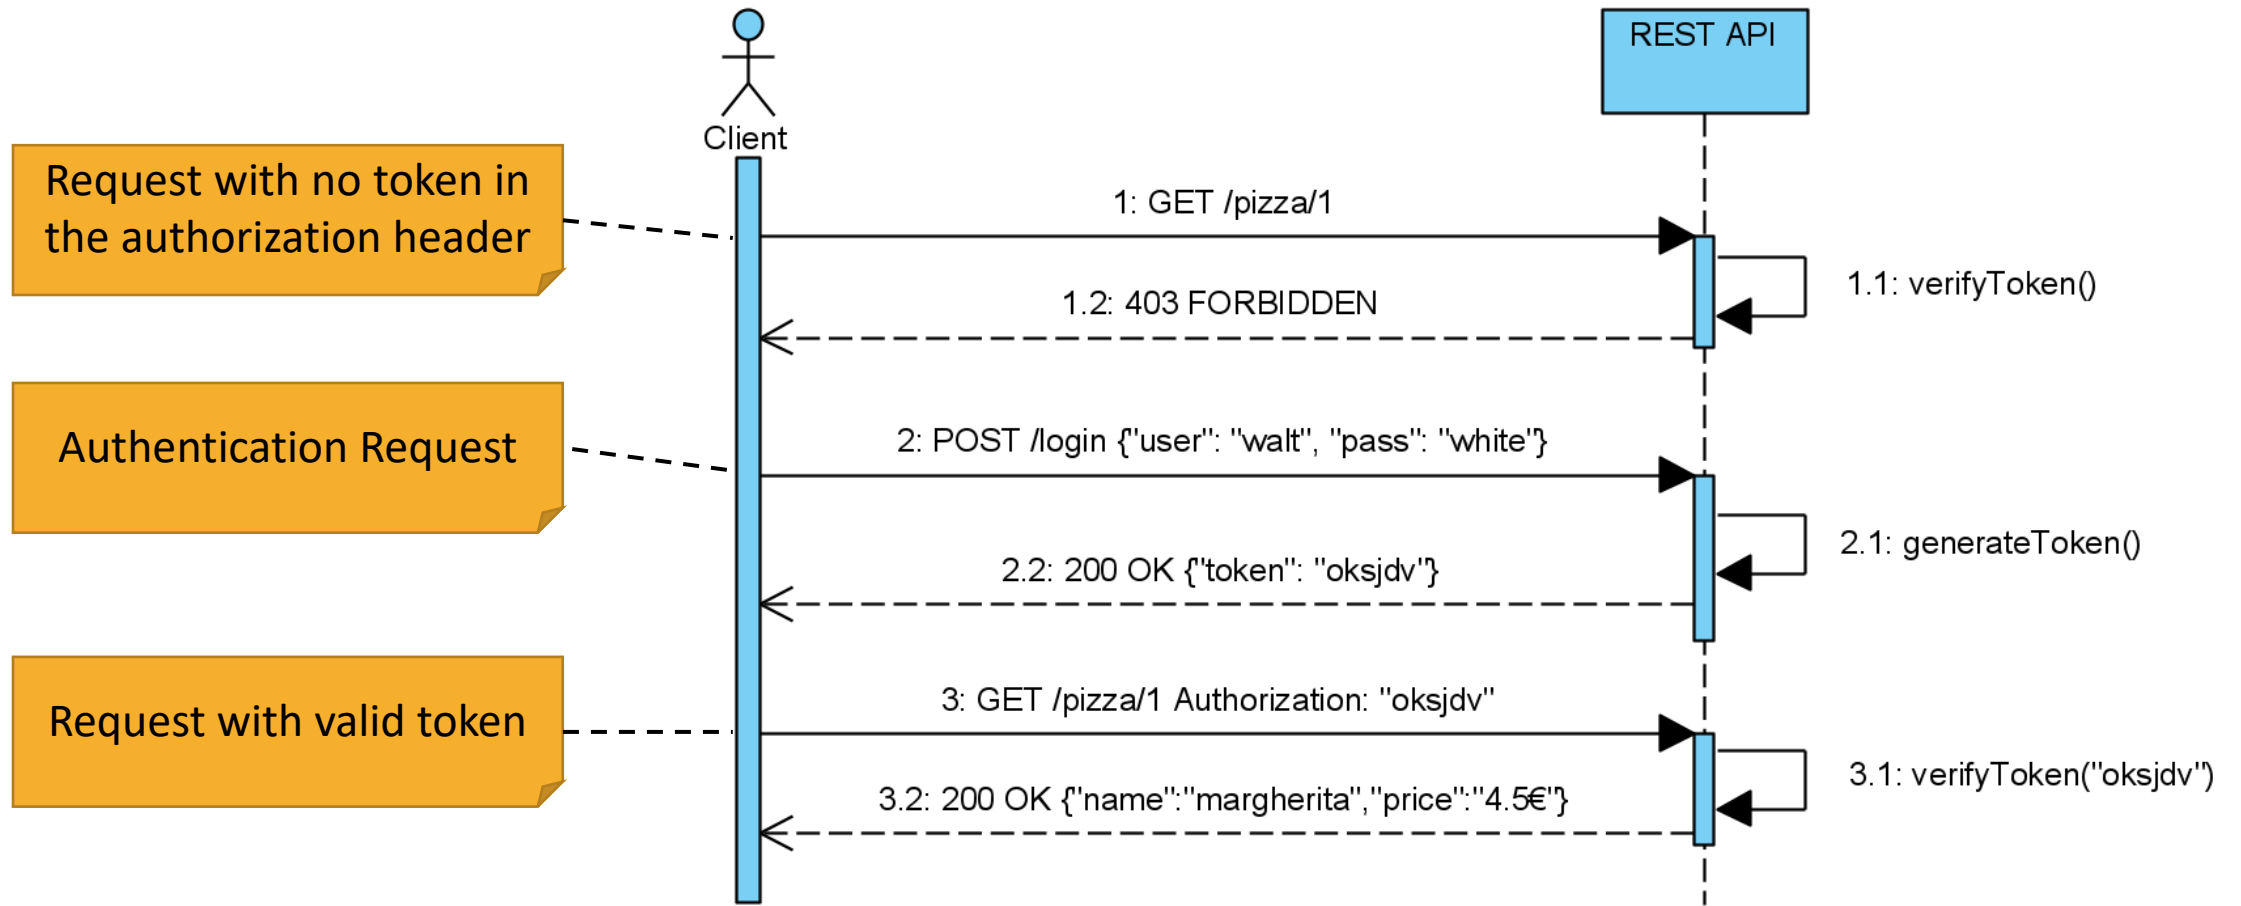 REST API
Client
Request with no token in
the authorization header
1: GET /pizza/1
1.1: verifyToken()
1.2: 403 FORBIDDEN
Authentication Request
2: POST /login {"user": "walt", "pass": "white"}
2.1: generateToken()
2.2: 200 OK {"token": "oksjdv"}
Request with valid token
3: GET /pizza/1 Authorization: "oksjdv"
3.1: verifyToken("oksjdv")
3.2: 200 OK {"name":"margherita","price":"4.5€"}